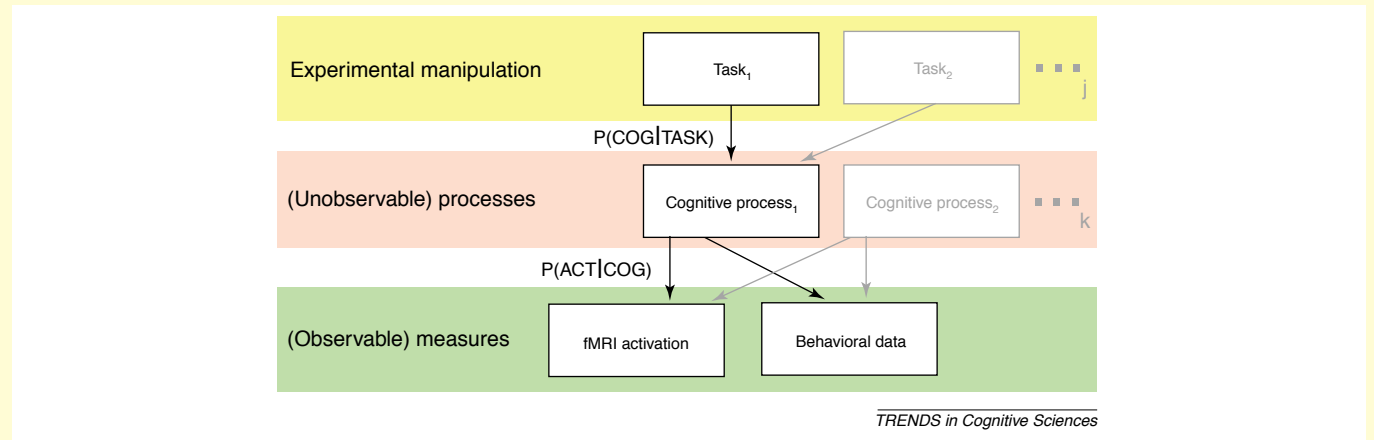 Experimental manipulation
Task₁
Task₂
j
P(COG|TASK)
(Unobservable) processes
Cognitive process₁
Cognitive process₂
k
P(ACT|COG)
(Observable) measures
fMRI activation
Behavioral data
TRENDS in Cognitive Sciences